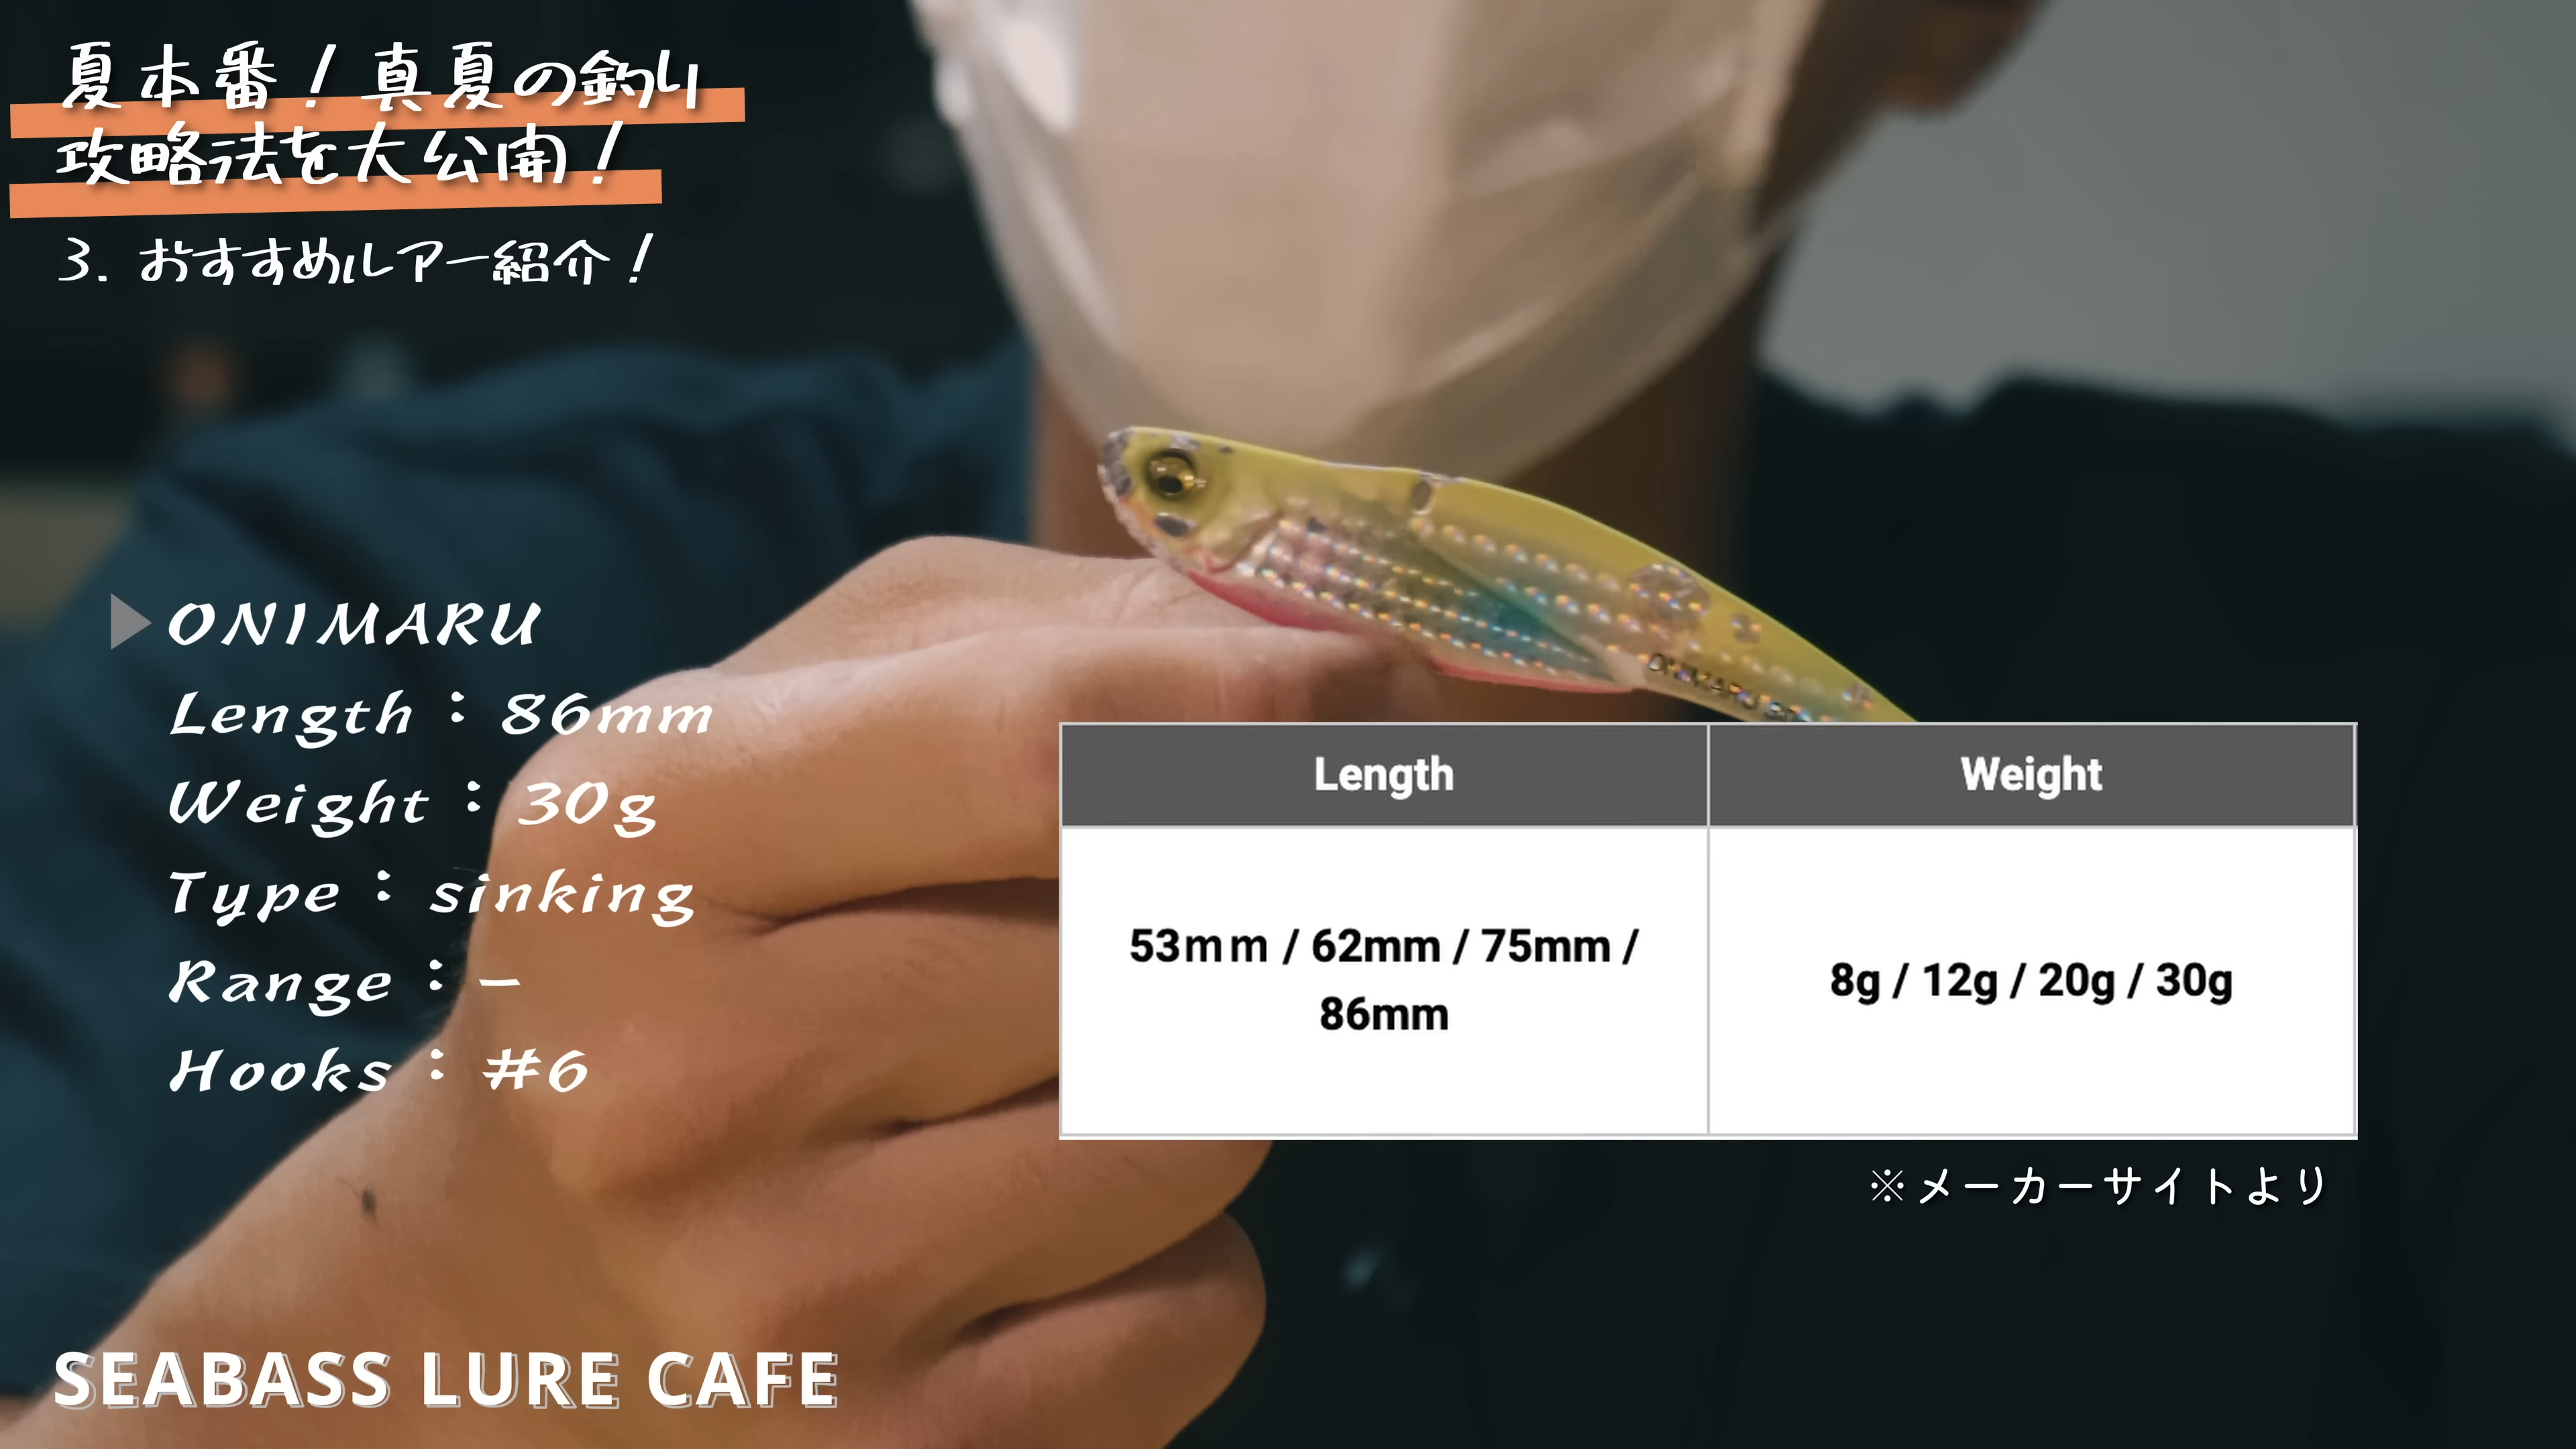 夏本番！真夏の釣り
攻略法を大公開！
3. おすすめルアー紹介！
ONIMARU
Length：86mm
Weight：30g
Type：sinking
Range：−
Hooks：#6
Length
Weight
53ｍｍ / 62mm / 75mm /
86mm
8g / 12g / 20g / 30g
※メーカーサイトより
SEABASS LURE CAFE